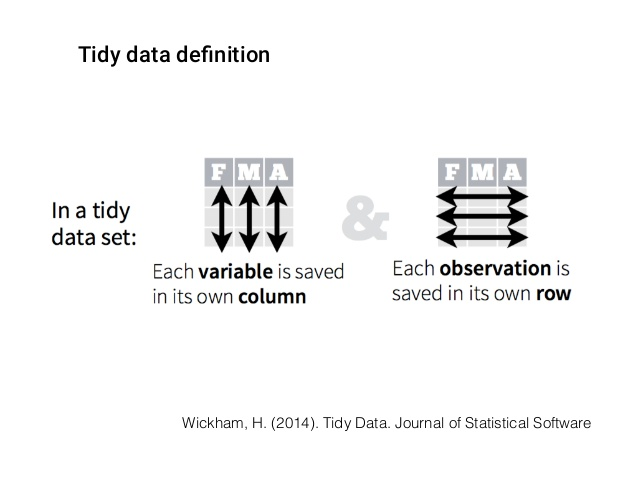 Tidy data definition
F M A
F M A
&
In a tidy
data set:
Each variable is saved
in its own column
Each observation is
saved in its own row
Wickham, H. (2014). Tidy Data. Journal of Statistical Software